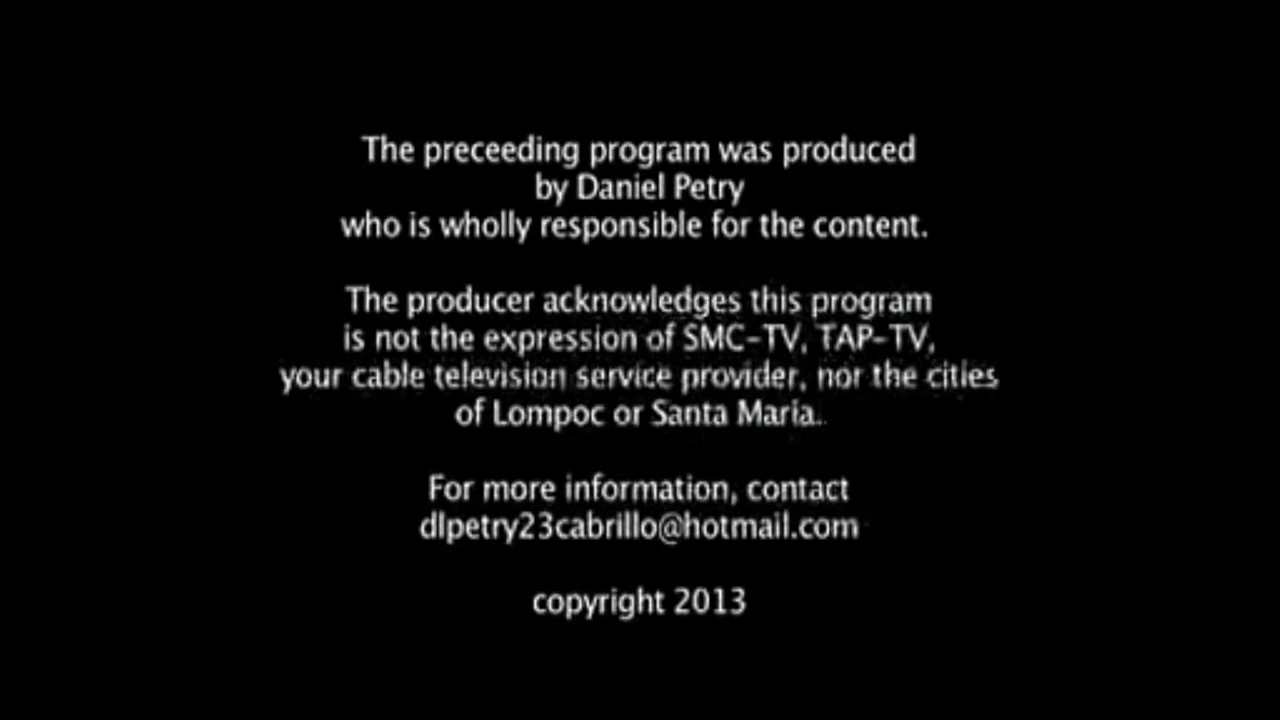 The preceeding program was produced
by Daniel Petry
who is wholly responsible for the content.
The producer acknowledges this program
is not the expression of SMC-TV, TAP-TV,
your cable television service provider, nor the cities
of Lompoc or Santa Maria.
For more information, contact
dlpetry23cabrillo@hotmail.com
copyright 2013